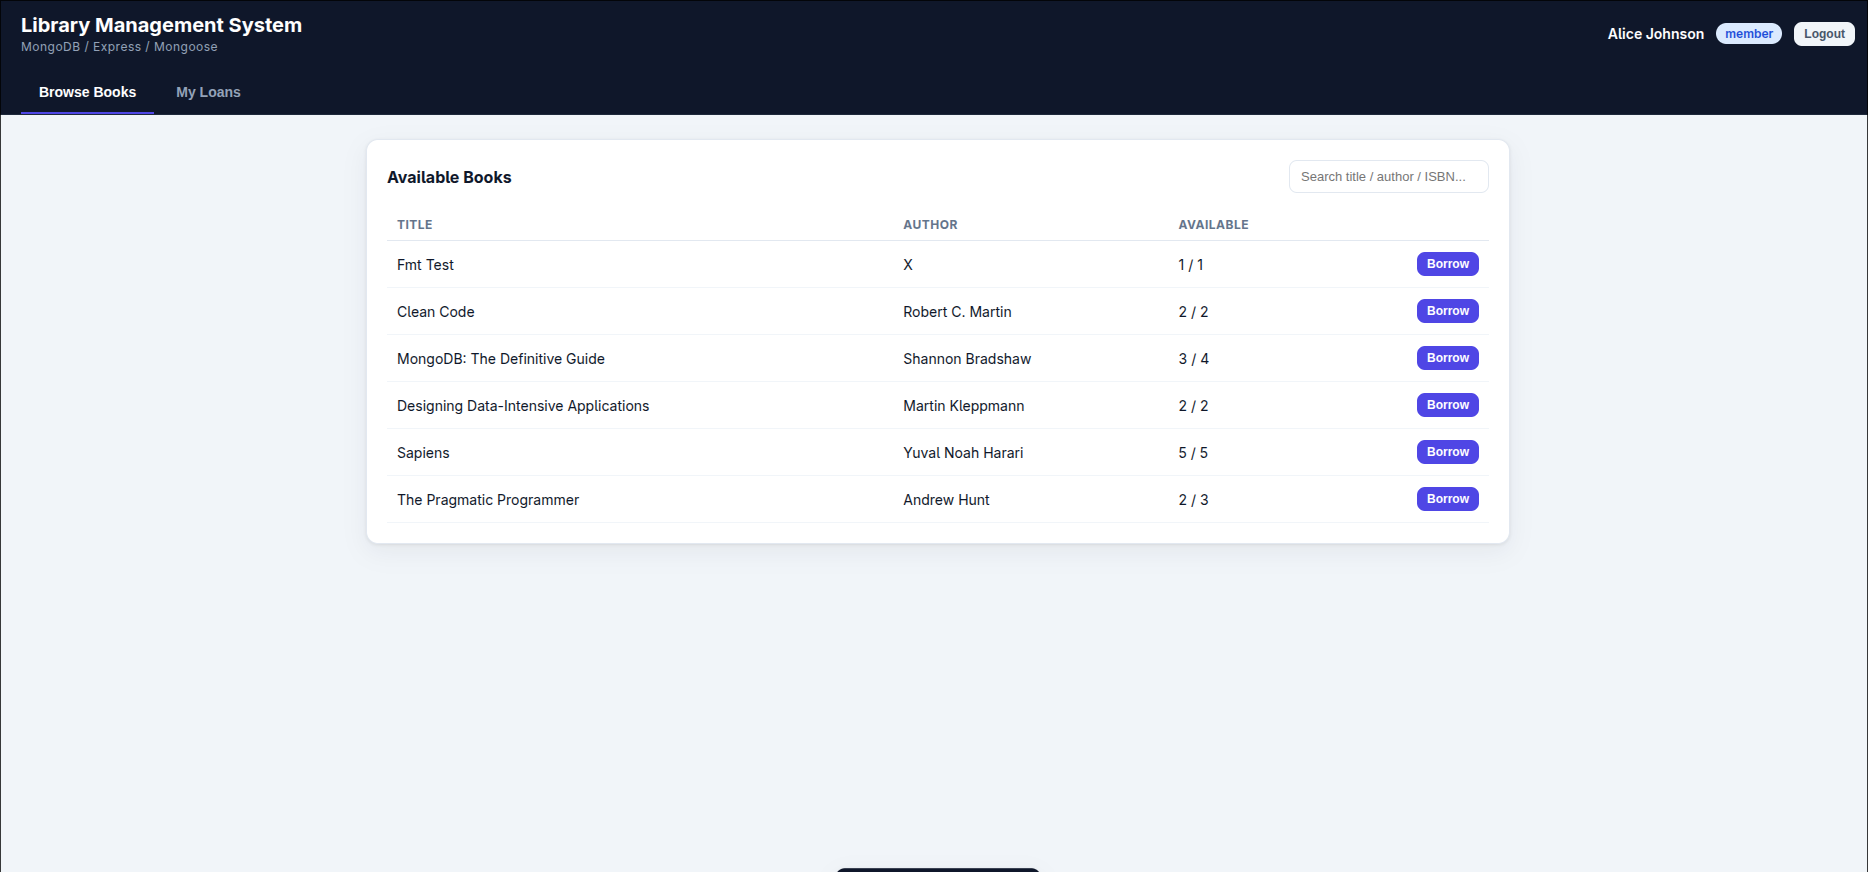 Library Management System
MongoDB / Express / Mongoose
Alice Johnson member Logout
Browse Books My Loans
Available Books
Search title / author / ISBN...
TITLE AUTHOR AVAILABLE
Fmt Test X 1 / 1 Borrow
Clean Code Robert C. Martin 2 / 2 Borrow
MongoDB: The Definitive Guide Shannon Bradshaw 3 / 4 Borrow
Designing Data-Intensive Applications Martin Kleppmann 2 / 2 Borrow
Sapiens Yuval Noah Harari 5 / 5 Borrow
The Pragmatic Programmer Andrew Hunt 2 / 3 Borrow